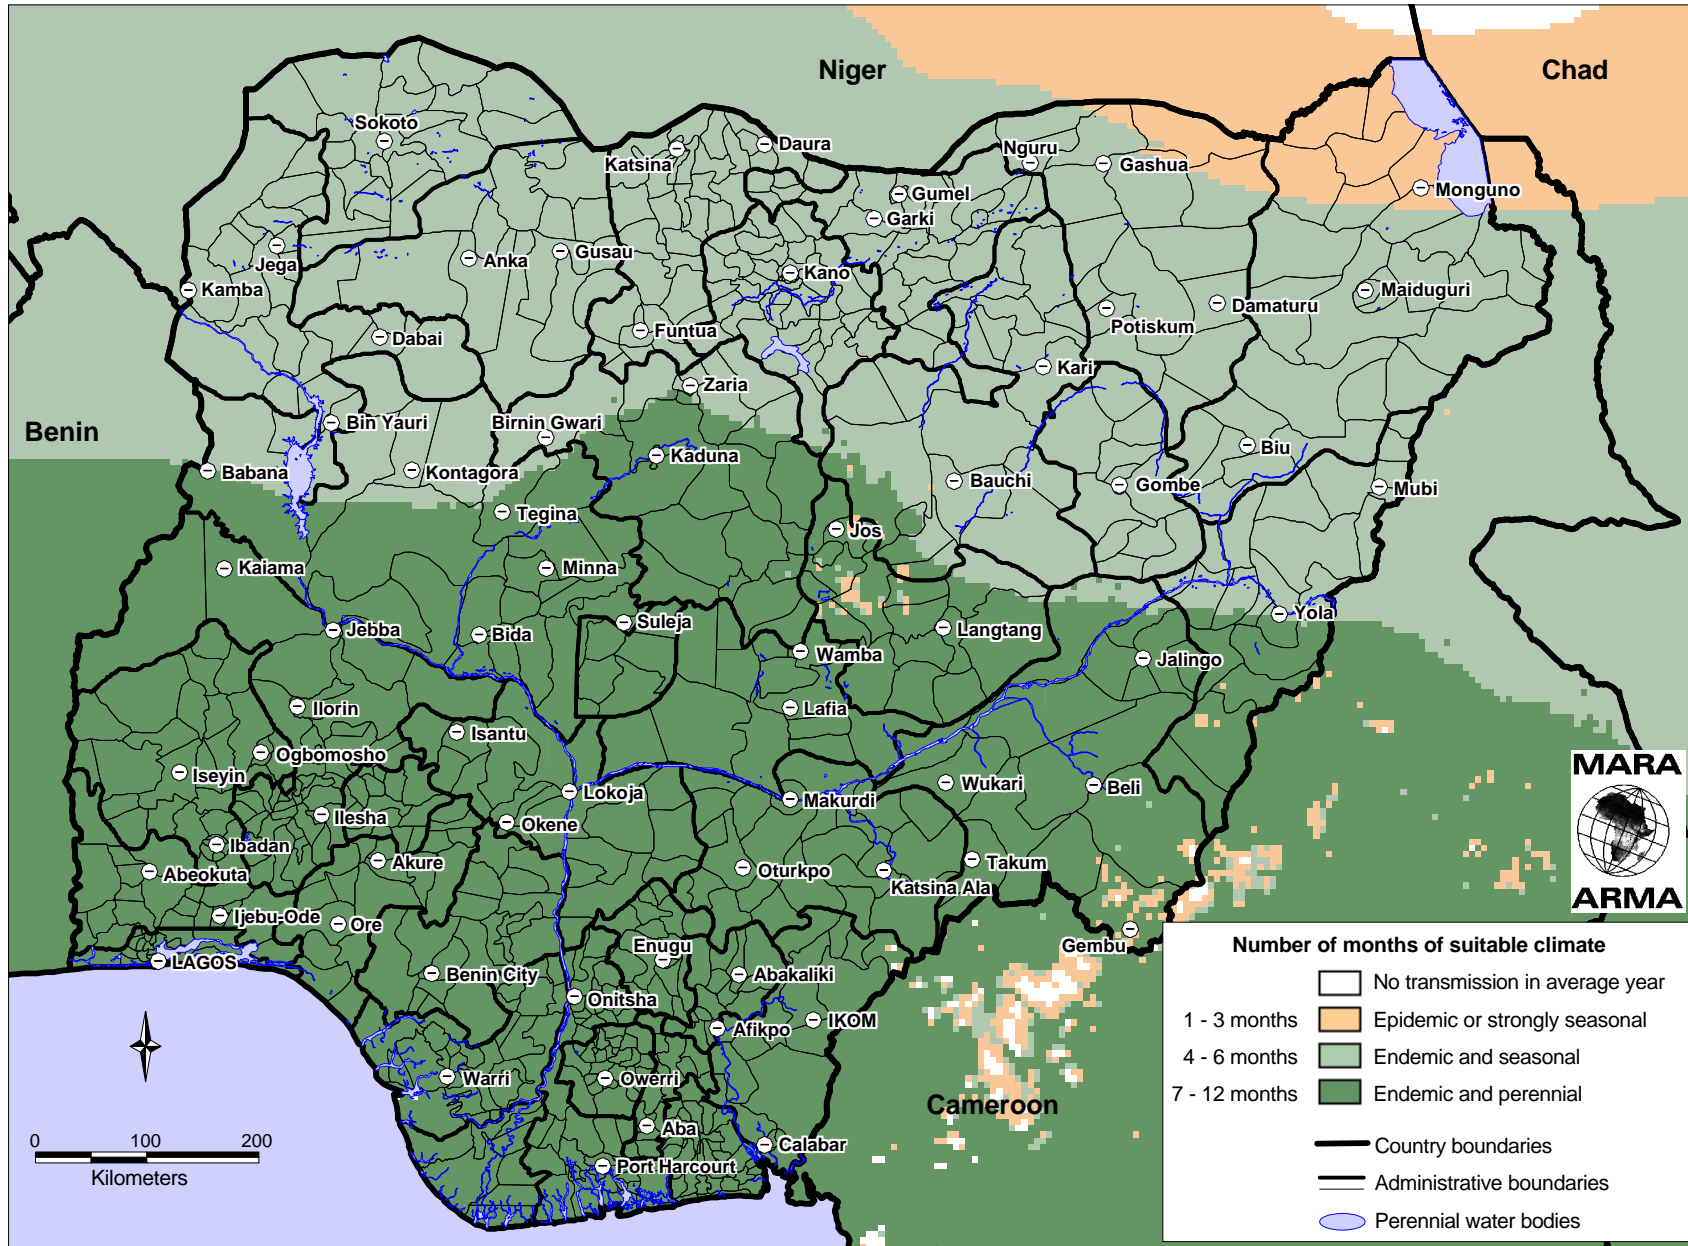 Niger
Chad
Sokoto
Daura
Katsina
Nguru
Gashua
Gumel
Monguno
Garki
Jega
Anka
Gusau
Kano
Kamba
Maiduguri
Damaturu
Potiskum
Dabai
Funtua
Kari
Zaria
Benin
Bin Yauri
Birnin Gwari
Biu
Kaduna
Babana
Kontagora
Bauchi
Gombe
Mubi
Tegina
Jos
Kaiama
Minna
Yola
Jebba
Bida
Suleja
Langtang
Wamba
Jalingo
Ilorin
Lafia
Isantu
Ogbomosho
Iseyin
Lokoja
Makurdi
Wukari
Beli
MARA
Ilesha
Okene
Ibadan
Akure
Abeokuta
Oturkpo
Katsina Ala
Takum
ARMA
Ijebu-Ode
Ore
Enugu
Gembu
LAGOS
Benin City
Abakaliki
Onitsha
Afikpo
IKOM
Warri
Owerri
Cameroon
Aba
Calabar
Port Harcourt
0 100 200
Kilometers
Number of months of suitable climate
No transmission in average year
1 - 3 months Epidemic or strongly seasonal
4 - 6 months Endemic and seasonal
7 - 12 months Endemic and perennial
Country boundaries
Administrative boundaries
Perennial water bodies